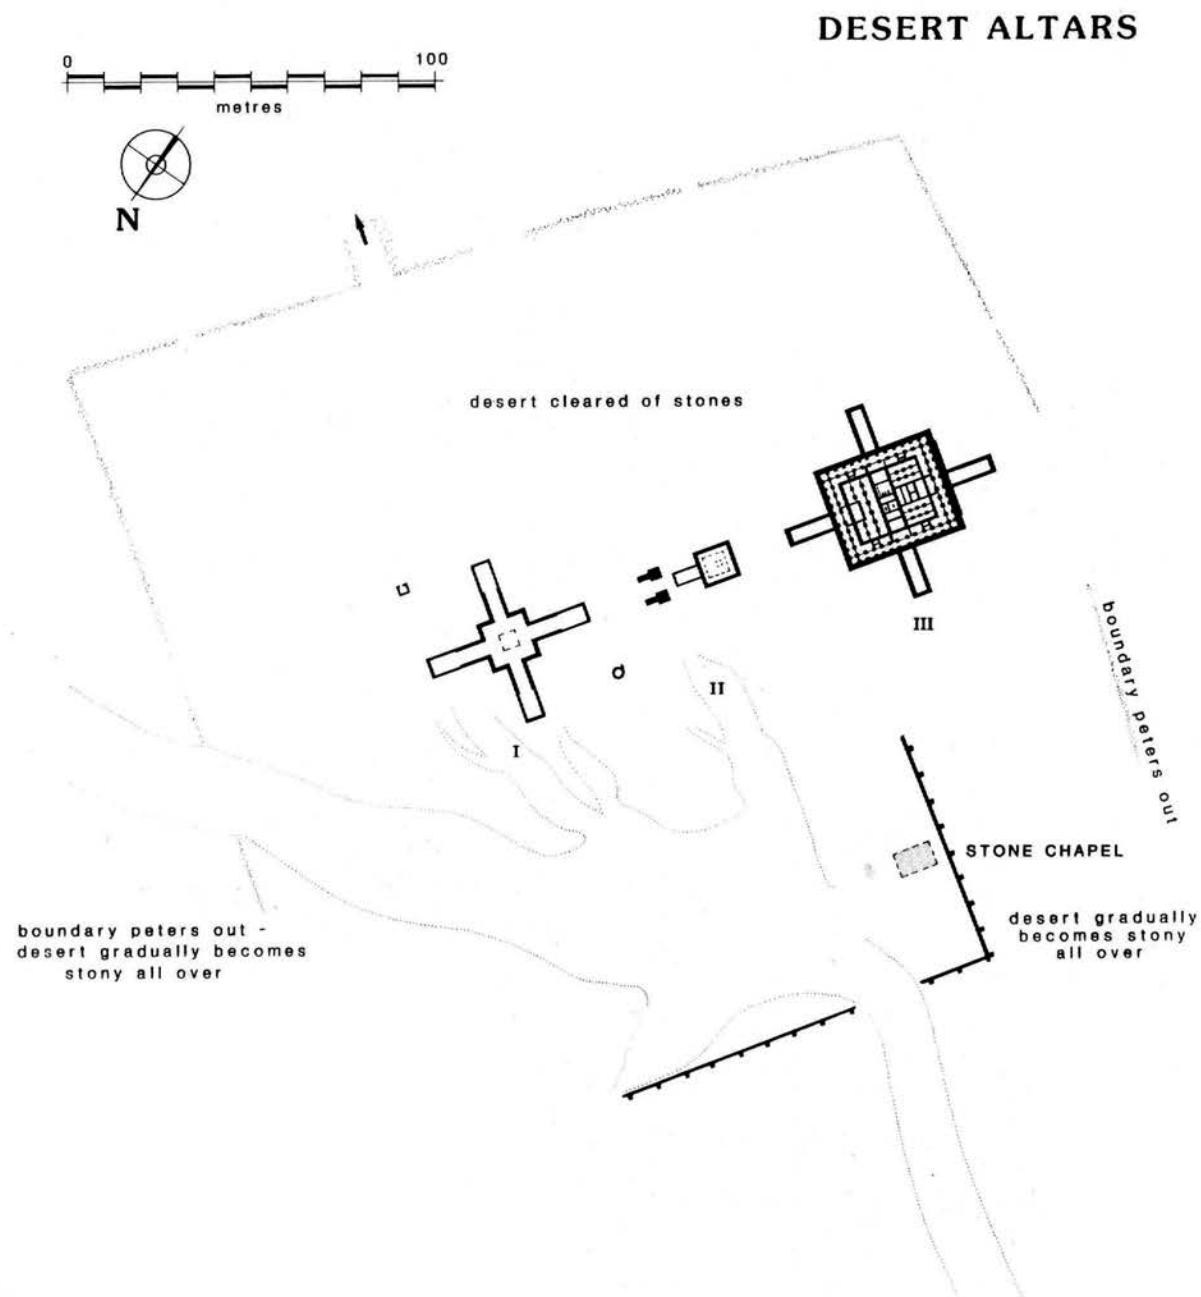 DESERT ALTARS
0 100
metres
N
desert cleared of stones
III
II
I
boundary peters out
STONE CHAPEL
boundary peters out -
desert gradually becomes
stony all over
desert gradually
becomes stony
all over